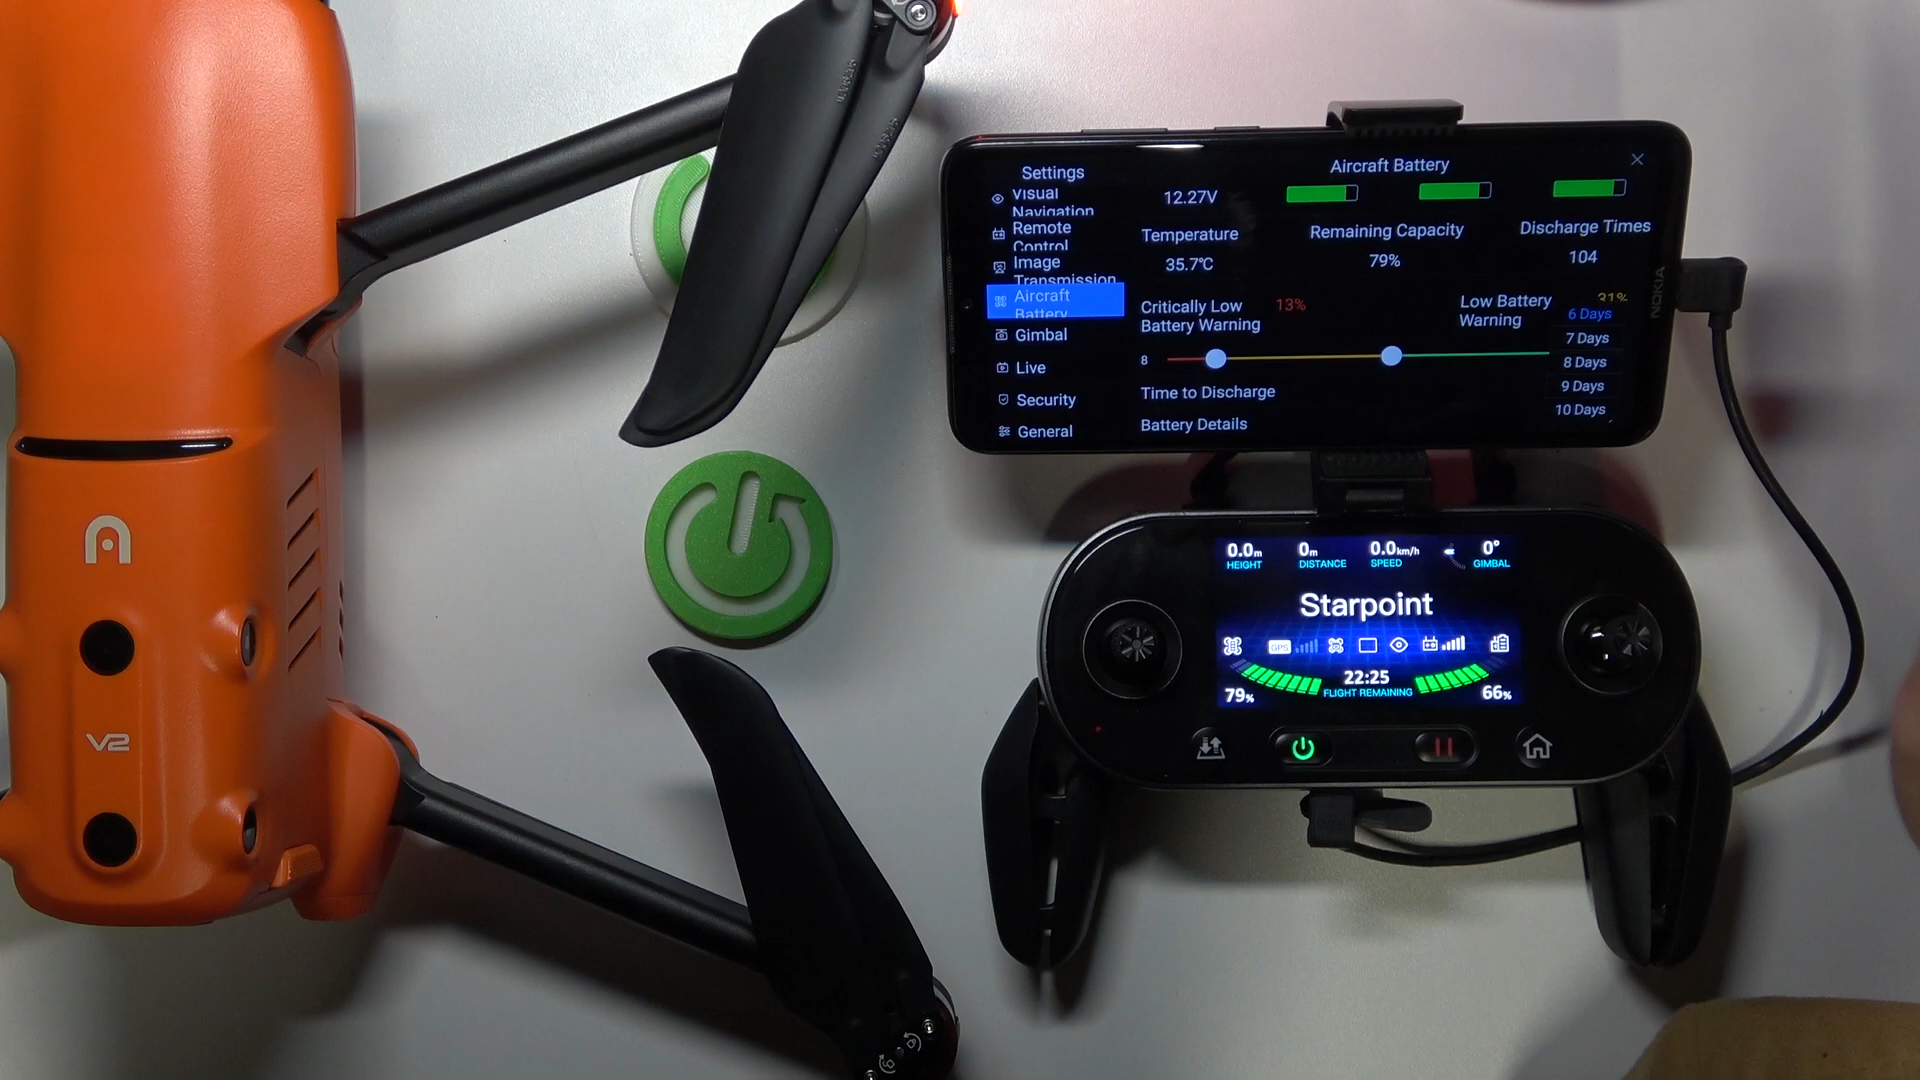 Settings
Aircraft Battery
Visual
Navigation
Remote
Control
Image
Transmission
Aircraft
Battery
Gimbal
Live
Security
General
12.27V
Temperature
Remaining Capacity
Discharge Times
35.7℃
79%
104
Critically Low
Battery Warning
13%
Low Battery
Warning
31%
8
Time to Discharge
Battery Details
6 Days
7 Days
8 Days
9 Days
10 Days
NOKIA
0.0m
0m
0.0km/h
0°
HEIGHT
DISTANCE
SPEED
GIMBAL
Starpoint
GPS
22:25
FLIGHT REMAINING
79%
66%
V2